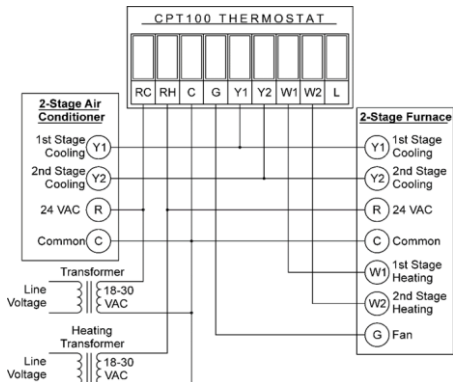 CPT100 THERMOSTAT
RC RH C G Y1 Y2 W1 W2 L
2-Stage Air
Conditioner
1st Stage
Cooling Y1
2nd Stage
Cooling Y2
24 VAC R
Common C
Transformer
Line
Voltage
18-30
VAC
Heating
Transformer
Line
Voltage
18-30
VAC
2-Stage Furnace
Y1 1st Stage
Cooling
Y2 2nd Stage
Cooling
R 24 VAC
C Common
W1 1st Stage
Heating
W2 2nd Stage
Heating
G Fan